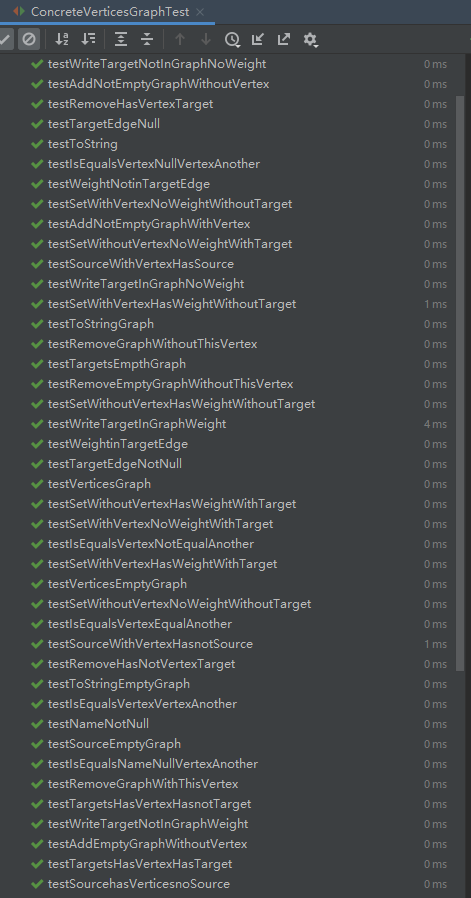 ConcreteVerticesGraphTest
testWriteTargetNotInGraphNoWeight 0 ms
testAddNotEmptyGraphWithoutVertex 0 ms
testRemoveHasVertexTarget 0 ms
testTargetEdgeNull 0 ms
testToString 0 ms
testIsEqualsVertexNullVertexAnother 0 ms
testWeightNotinTargetEdge 0 ms
testSetWithVertexNoWeightWithoutTarget 0 ms
testAddNotEmptyGraphWithVertex 0 ms
testSetWithoutVertexNoWeightWithTarget 0 ms
testSourceWithVertexHasSource 0 ms
testWriteTargetInGraphNoWeight 0 ms
testSetWithVertexHasWeightWithoutTarget 1 ms
testToStringGraph 0 ms
testRemoveGraphWithoutThisVertex 0 ms
testTargetsEmpthGraph 0 ms
testRemoveEmptyGraphWithoutThisVertex 0 ms
testSetWithoutVertexHasWeightWithoutTarget 0 ms
testWriteTargetInGraphWeight 4 ms
testWeightinTargetEdge 0 ms
testTargetEdgeNotNull 0 ms
testVerticesGraph 0 ms
testSetWithoutVertexHasWeightWithTarget 0 ms
testSetWithVertexNoWeightWithTarget 0 ms
testIsEqualsVertexNotEqualAnother 0 ms
testSetWithVertexHasWeightWithTarget 0 ms
testVerticesEmptyGraph 0 ms
testSetWithoutVertexNoWeightWithoutTarget 0 ms
testIsEqualsVertexEqualAnother 0 ms
testSourceWithVertexHasnotSource 1 ms
testRemoveHasNotVertexTarget 0 ms
testToStringEmptyGraph 0 ms
testIsEqualsVertexVertexAnother 0 ms
testNameNotNull 0 ms
testSourceEmptyGraph 0 ms
testIsEqualsNameNullVertexAnother 0 ms
testRemoveGraphWithThisVertex 0 ms
testTargetsHasVertexHasnotTarget 0 ms
testWriteTargetNotInGraphWeight 0 ms
testAddEmptyGraphWithoutVertex 0 ms
testTargetsHasVertexHasTarget 0 ms
testSourcehasVerticesnoSource 0 ms